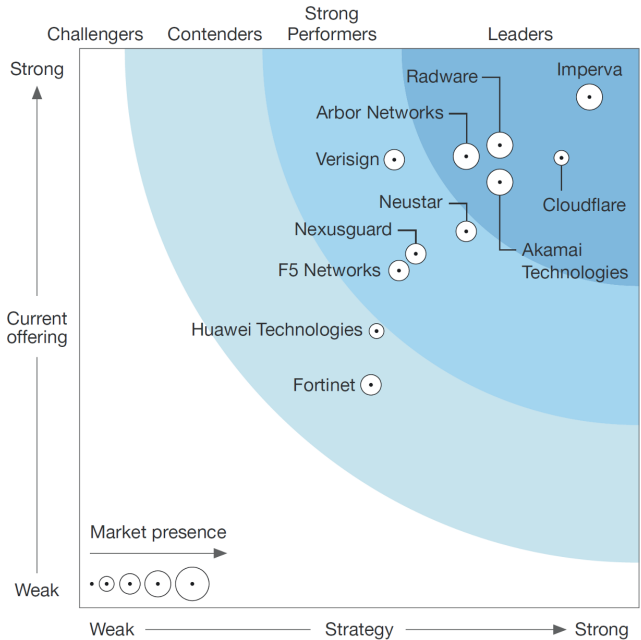 Challengers
Contenders
Strong
Performers
Leaders
Strong
Imperva
Radware
Arbor Networks
Verisign
Cloudflare
Neustar
Nexusguard
Akamai
Technologies
F5 Networks
Current
offering
Huawei Technologies
Fortinet
Market presence
Weak
Weak
Strategy
Strong